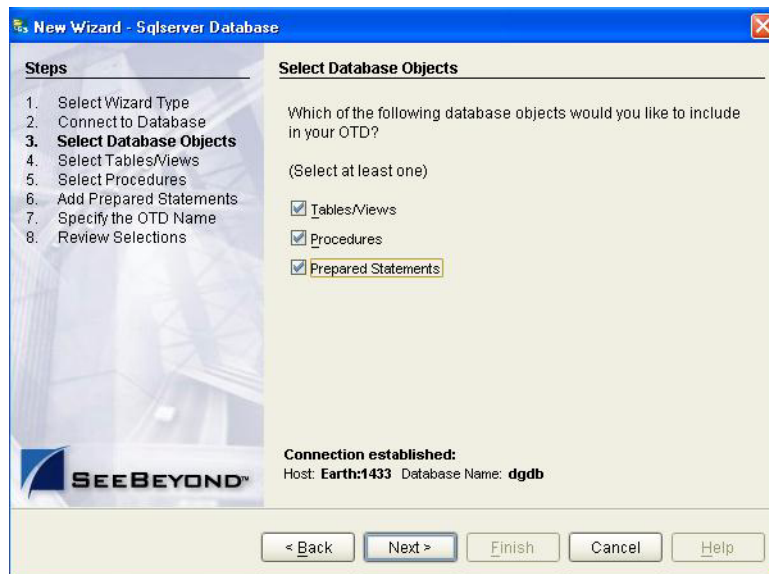 New Wizard - Sqlserver Database
Steps
1. Select Wizard Type
2. Connect to Database
3. Select Database Objects
4. Select Tables/Views
5. Select Procedures
6. Add Prepared Statements
7. Specify the OTD Name
8. Review Selections
Select Database Objects
Which of the following database objects would you like to include
in your OTD?
(Select at least one)
Tables/Views
Procedures
Prepared Statements
Connection established:
Host: Earth:1433 Database Name: dgdb
SEEBEYOND™
< Back
Next >
Finish
Cancel
Help